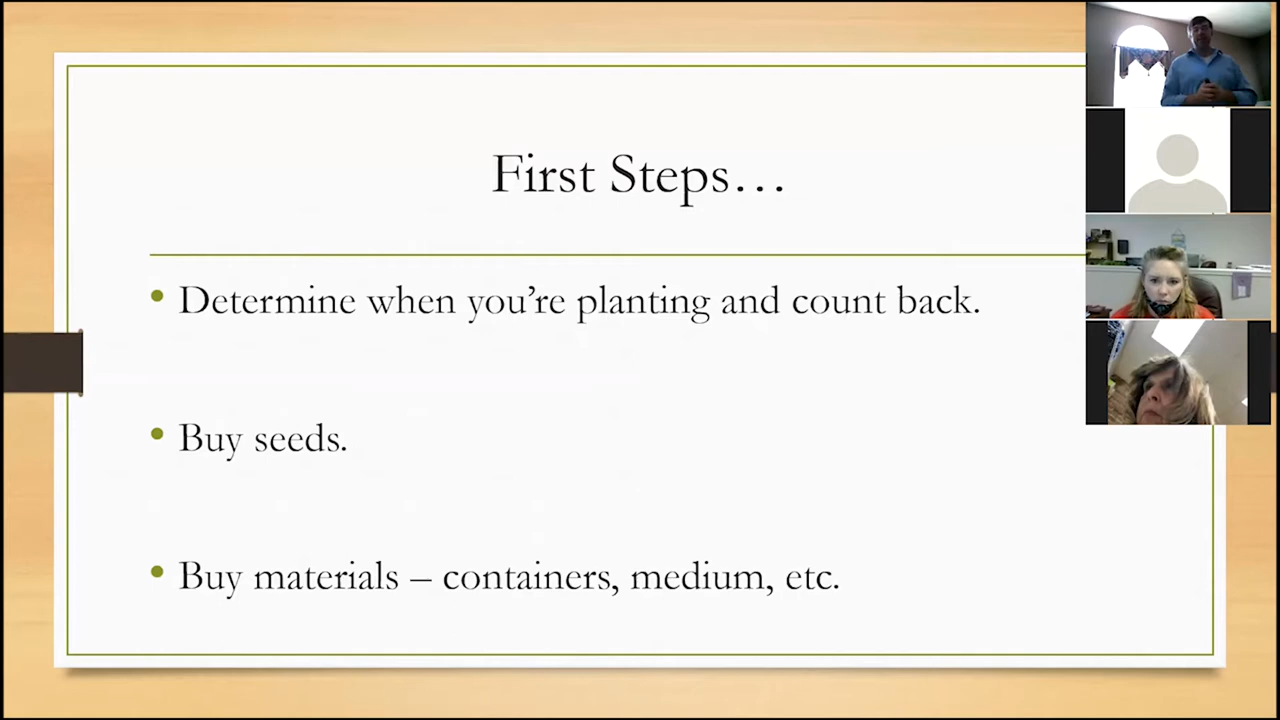 First Steps…
Determine when you’re planting and count back.
Buy seeds.
Buy materials – containers, medium, etc.